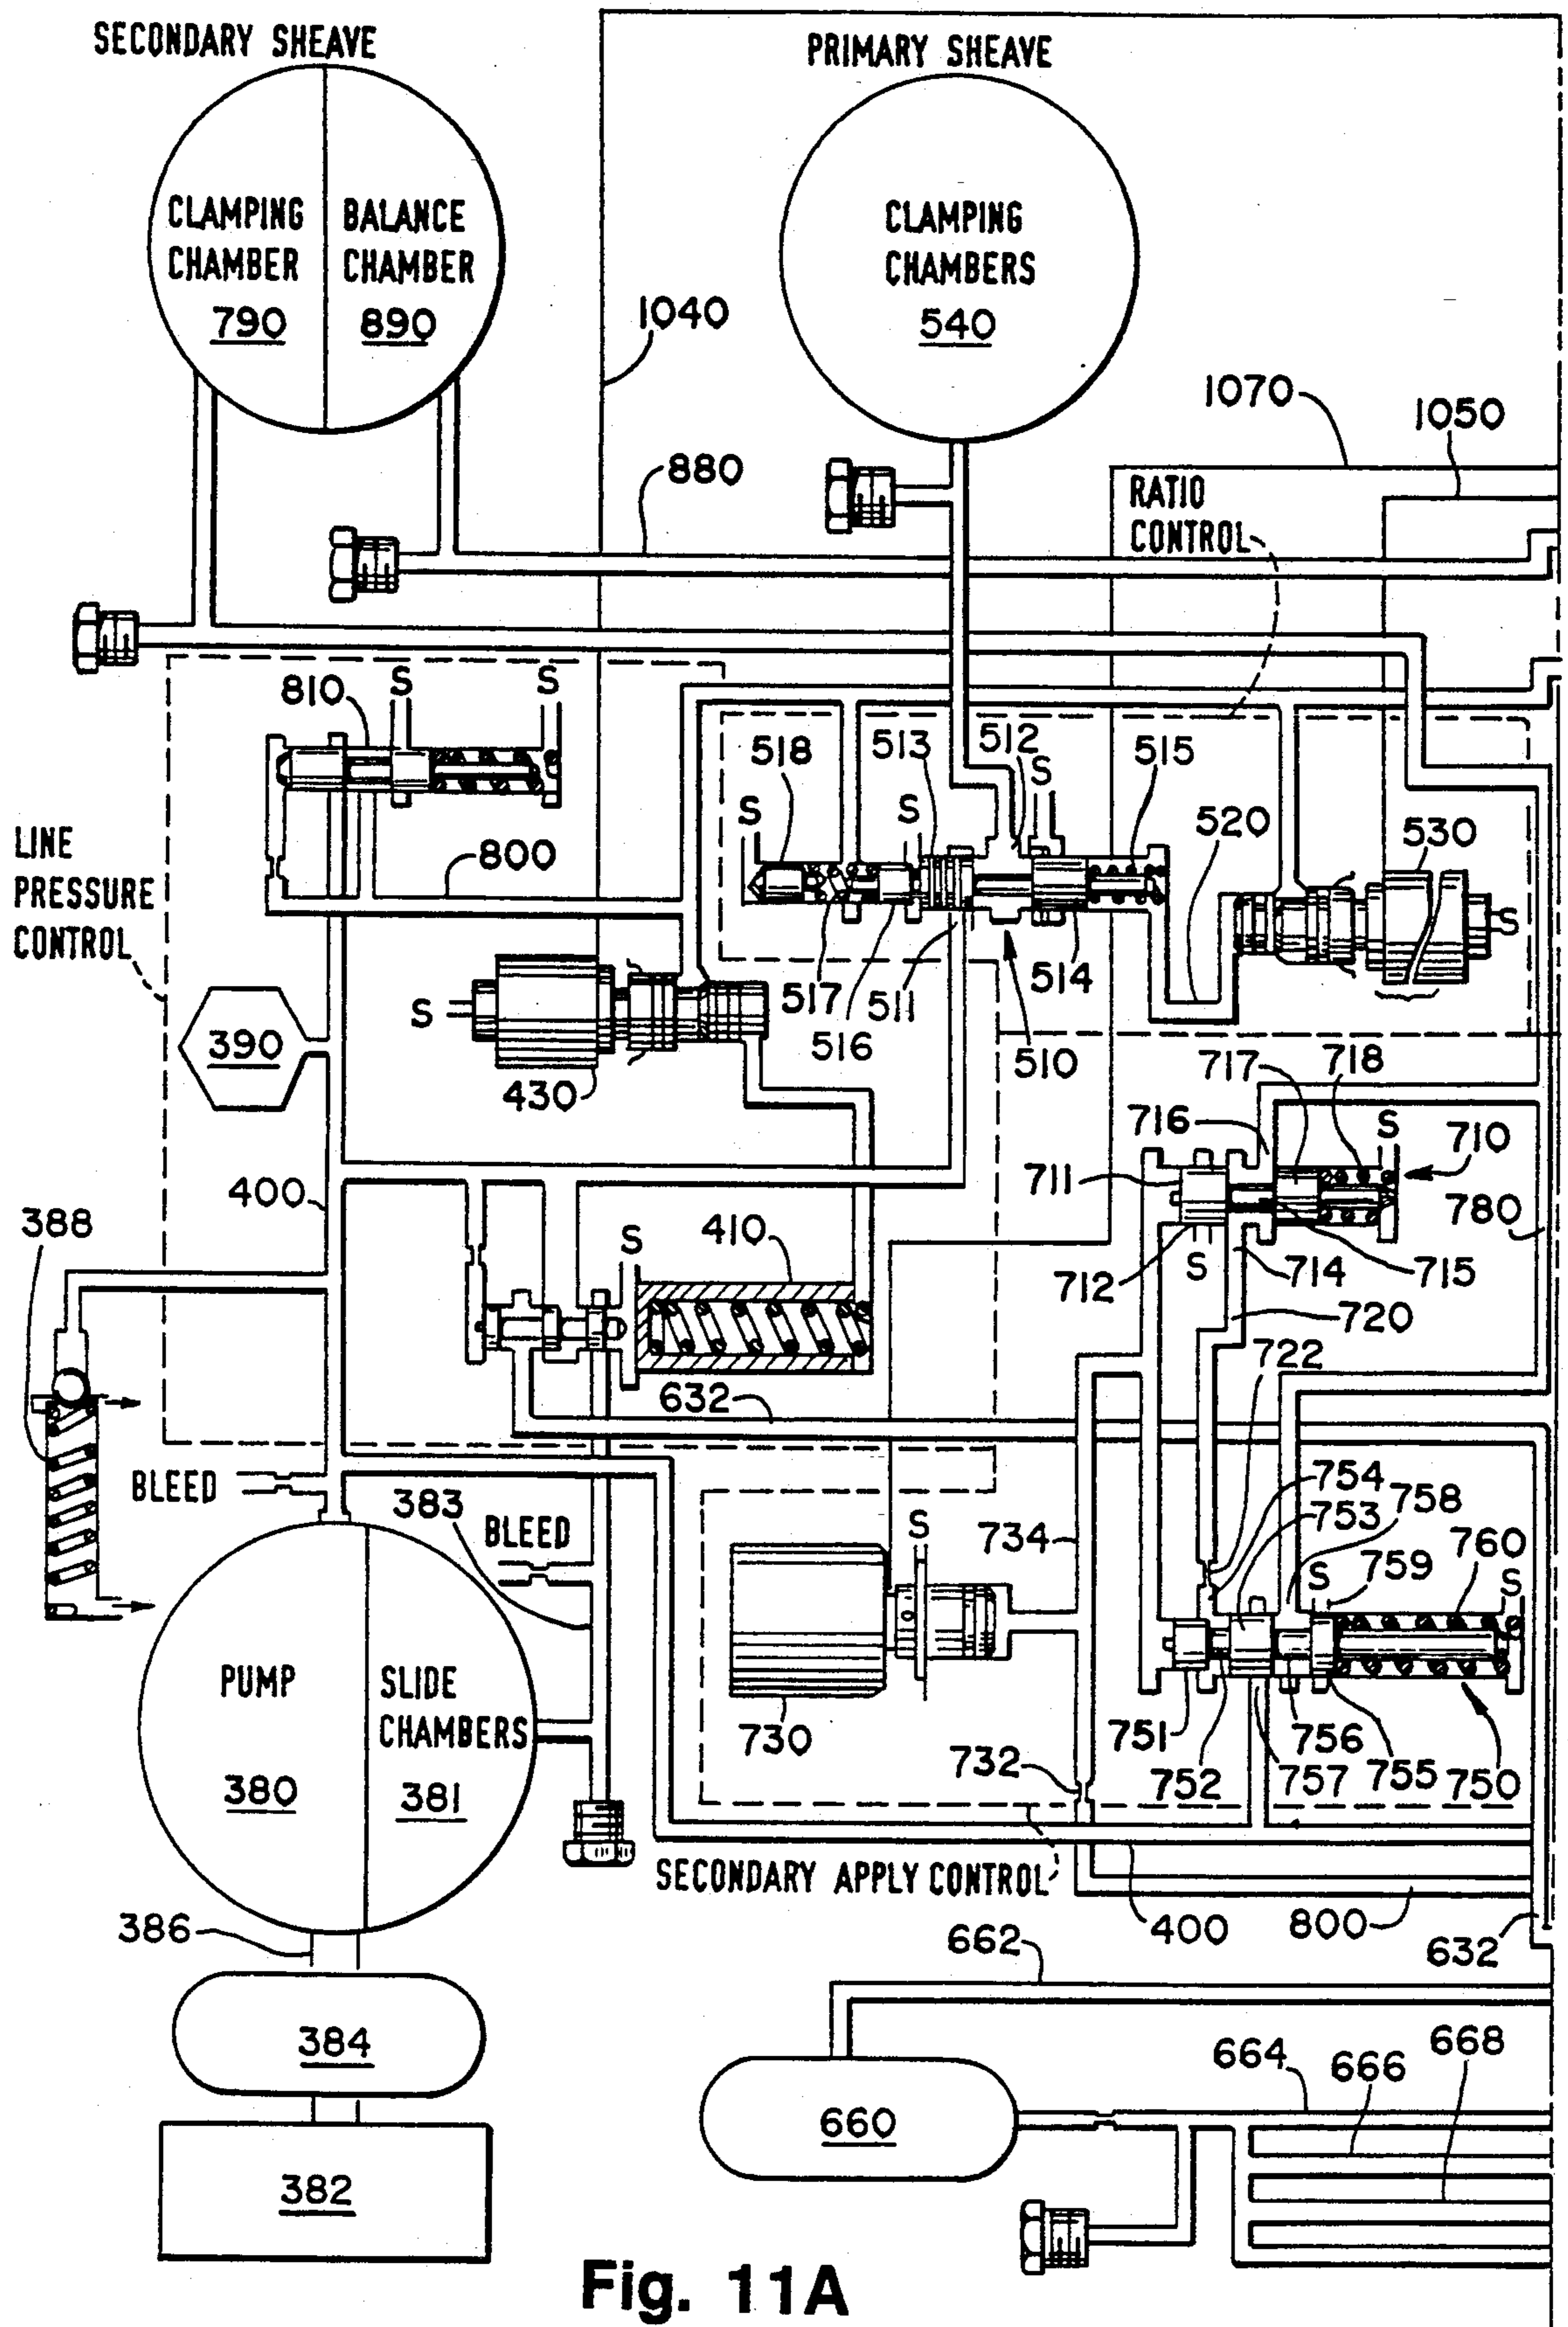 SECONDARY SHEAVE
PRIMARY SHEAVE
CLAMPING
CHAMBER
790
BALANCE
CHAMBER
890
CLAMPING
CHAMBERS
540
1040
1070
1050
880
RATIO
CONTROL
810
S
S
518
513
512
S
515
S
S
520
530
LINE
PRESSURE
CONTROL
800
S
517
511
514
516
510
S
430
390
717
718
716
S
710
711
400
388
S
410
712
S
714
715
780
720
722
632
BLEED
383
BLEED
S
734
754
758
753
S
759
760
S
PUMP
380
SLIDE
CHAMBERS
381
730
732
751
752
757
756
755
750
SECONDARY APPLY CONTROL
400
800
632
386
662
384
664
666
668
660
382
Fig. 11A